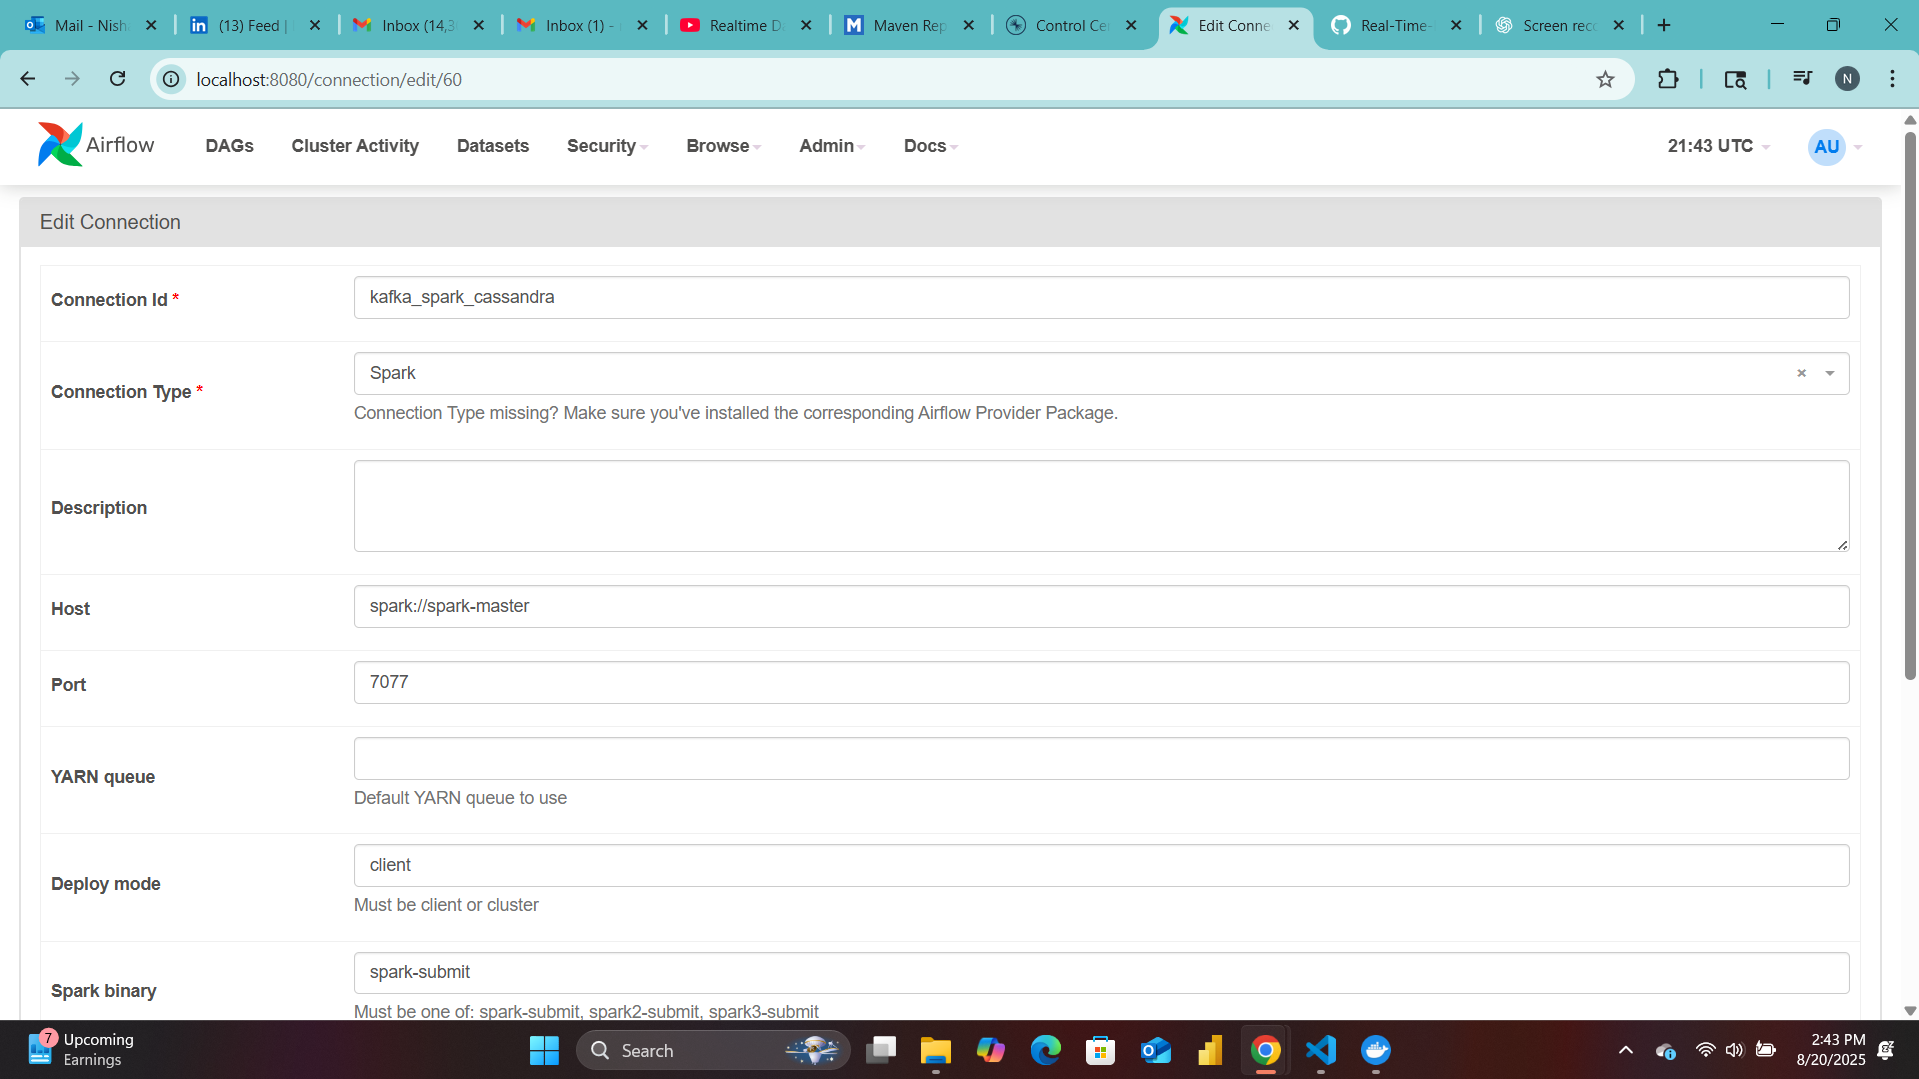 Mail - Nish
(13) Feed |
Inbox (14,3
Inbox (1) -
Realtime D
Maven Rep
Control Ce
Edit Conne
Real-Time-
Screen rec
localhost:8080/connection/edit/60
N
Airflow
DAGs
Cluster Activity
Datasets
Security
Browse
Admin
Docs
21:43 UTC
AU
Edit Connection
Connection Id *
kafka_spark_cassandra
Connection Type *
Spark
Connection Type missing? Make sure you've installed the corresponding Airflow Provider Package.
Description
Host
spark://spark-master
Port
7077
YARN queue
Default YARN queue to use
Deploy mode
client
Must be client or cluster
Spark binary
spark-submit
Must be one of: spark-submit, spark2-submit, spark3-submit
7
Upcoming
Earnings
Search
2:43 PM
8/20/2025